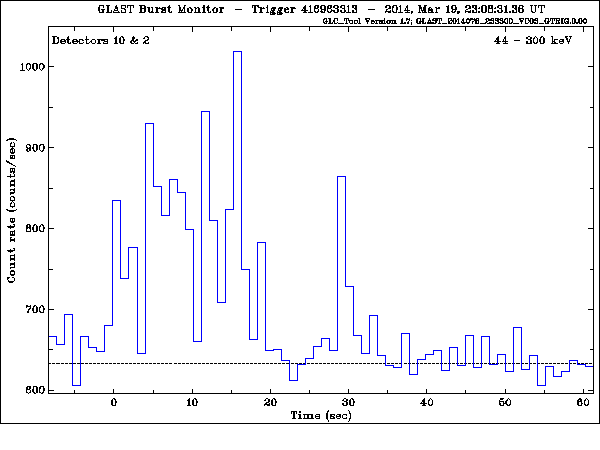 GLAST Burst Monitor - Trigger 416963313 - 2014, Mar 19, 23:08:31.36 UT
GLC_Tool Version 1.7; GLAST_2014078_83310D_VC05_GTRIG.0.00
Detectors 10 & 2
44 - 300 keV
1000
900
800
700
600
Count rate (counts/sec)
0
10
20
30
40
50
60
Time (sec)